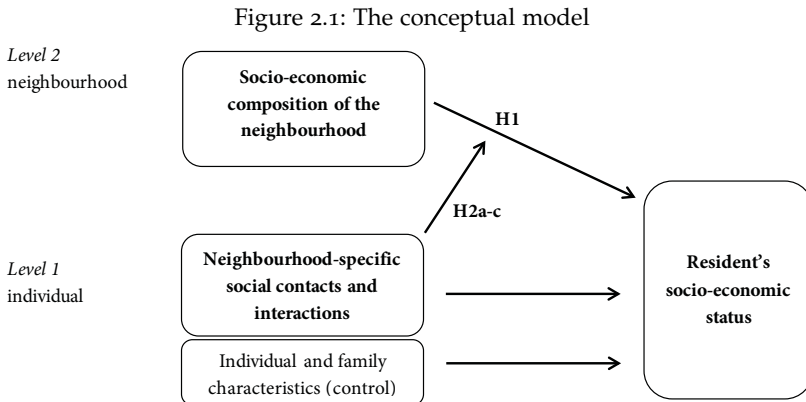 Figure 2.1: The conceptual model
Level 2
neighbourhood
Socio-economic
composition of the
neighbourhood
H1
H2a-c
Level 1
individual
Neighbourhood-specific
social contacts and
interactions
Resident's
socio-economic
status
Individual and family
characteristics (control)